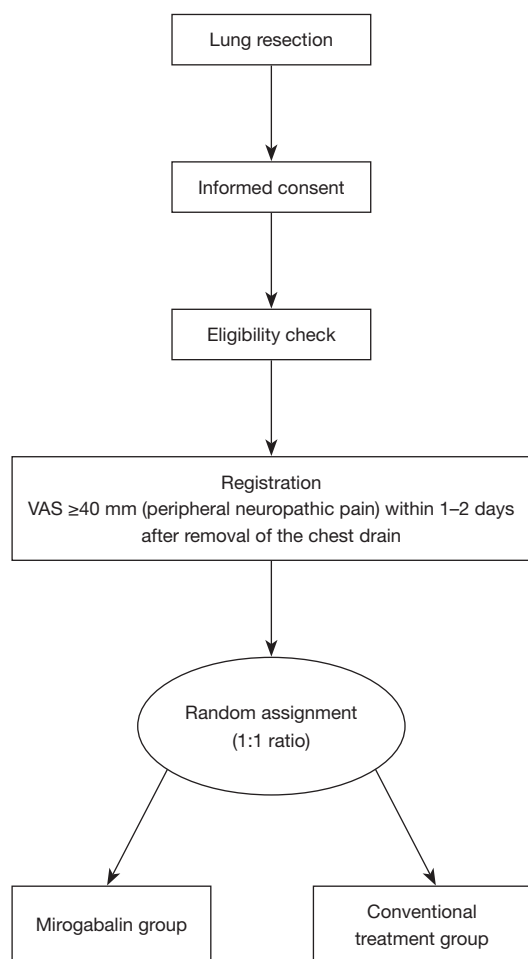 Lung resection
Informed consent
Eligibility check
Registration
VAS ≥40 mm (peripheral neuropathic pain) within 1–2 days
after removal of the chest drain
Random assignment
(1:1 ratio)
Mirogabalin group
Conventional
treatment group